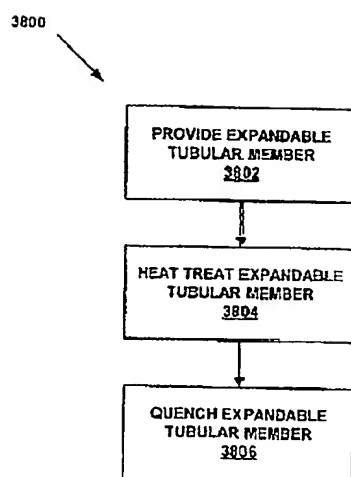 3800
PROVIDE EXPANDABLE
TUBULAR MEMBER
3802
HEAT TREAT EXPANDABLE
TUBULAR MEMBER
3804
QUENCH EXPANDABLE
TUBULAR MEMBER
3806